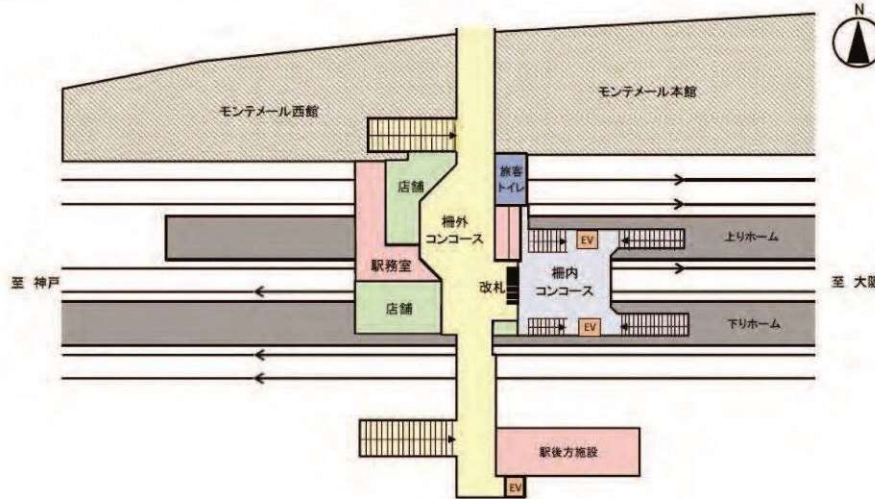 N
モンテメール西館
モンテメール本館
旅客
トイレ
店舗
柵外
コンコース
EV
上りホーム
駅務室
至 神戸
改札
柵内
コンコース
至 大阪
店舗
EV
下りホーム
駅後方施設
EV